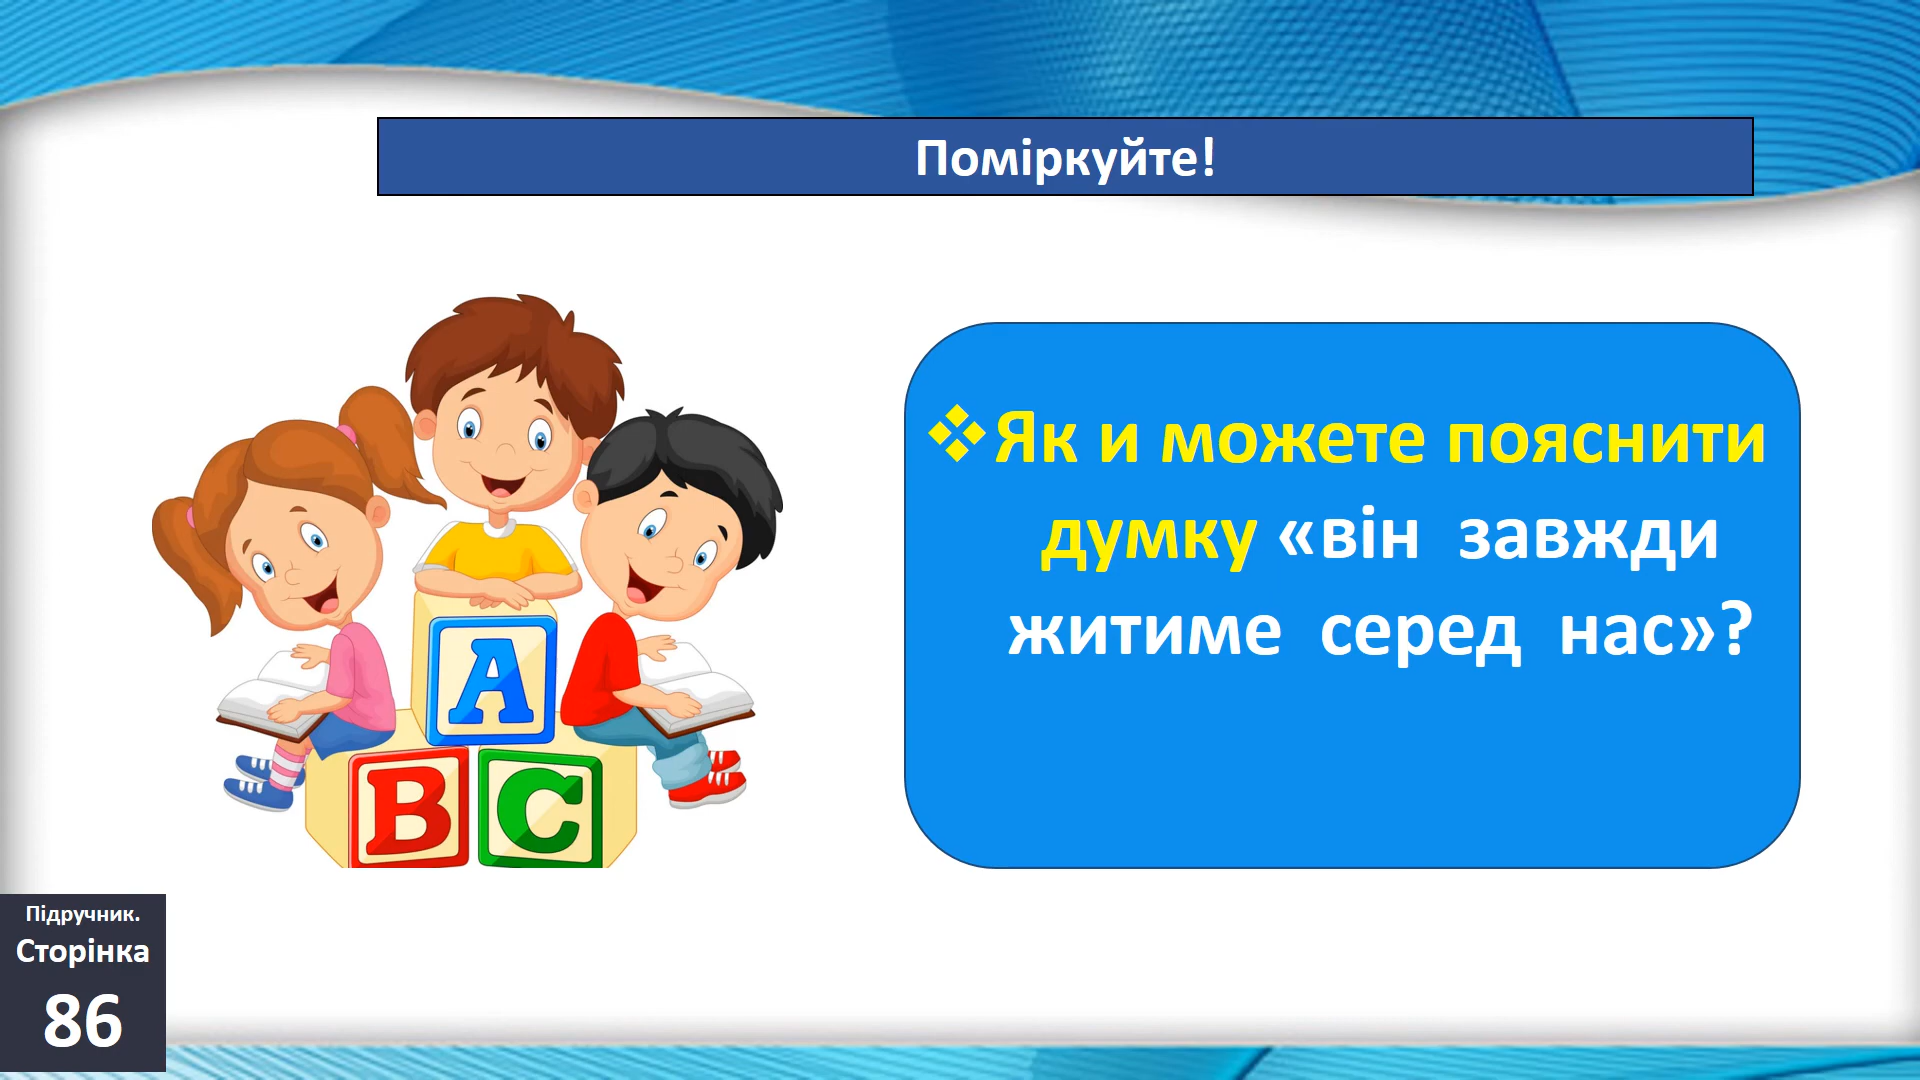 Поміркуйте!
❖Як и можете пояснити
думку «він завжди
житиме серед нас»?
A
B C
Підручник.
Сторінка
86